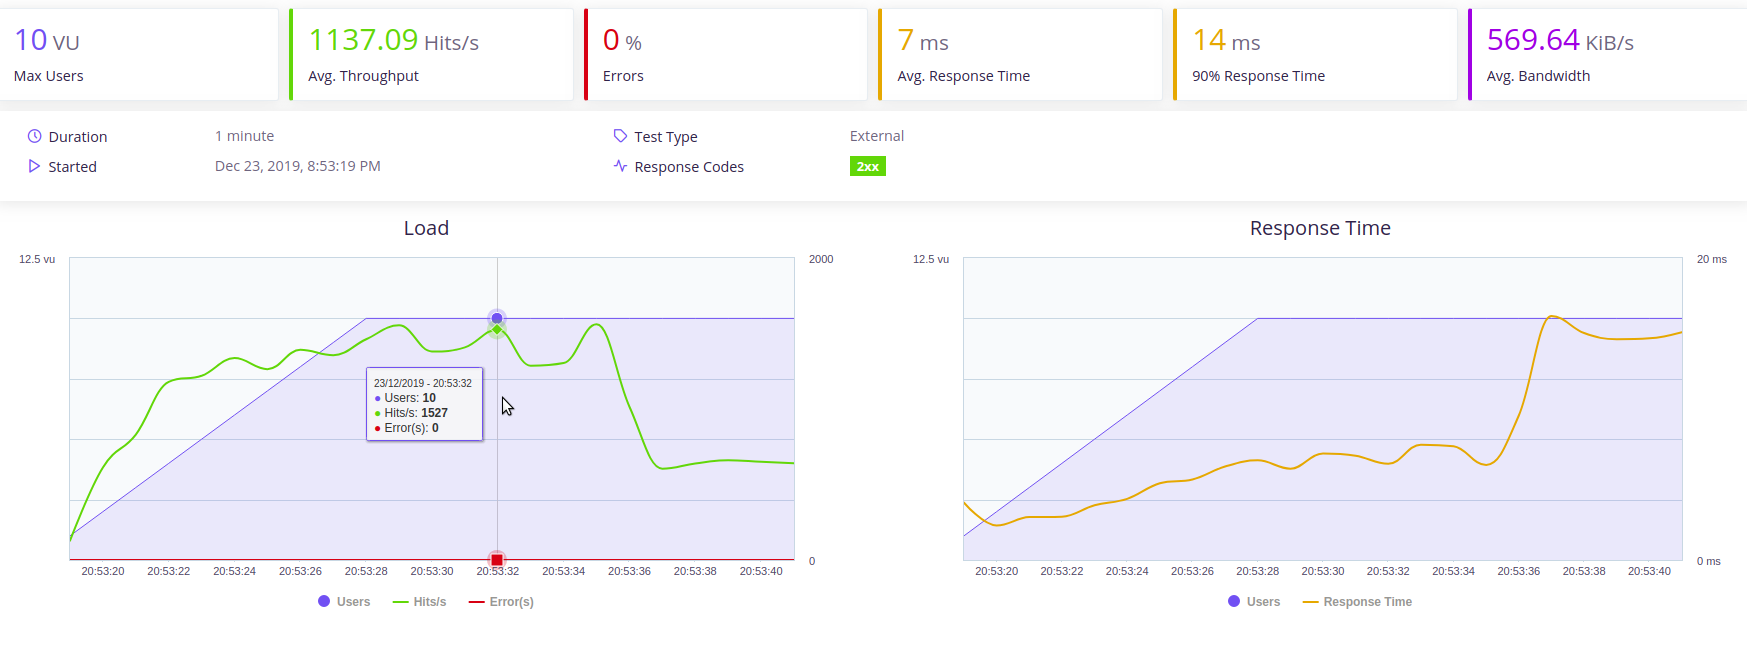 10 VU
Max Users
1137.09 Hits/s
Avg. Throughput
0 %
Errors
7 ms
Avg. Response Time
14 ms
90% Response Time
569.64 KiB/s
Avg. Bandwidth
Duration 1 minute
Test Type External
Started Dec 23, 2019, 8:53:19 PM
Response Codes 2xx
Load
12.5 vu
2000
23/12/2019 - 20:53:32
Users: 10
Hits/s: 1527
Error(s): 0
0
20:53:20 20:53:22 20:53:24 20:53:26 20:53:28 20:53:30 20:53:32 20:53:34 20:53:36 20:53:38 20:53:40
Users Hits/s Error(s)
Response Time
12.5 vu
20 ms
0 ms
20:53:20 20:53:22 20:53:24 20:53:26 20:53:28 20:53:30 20:53:32 20:53:34 20:53:36 20:53:38 20:53:40
Users Response Time